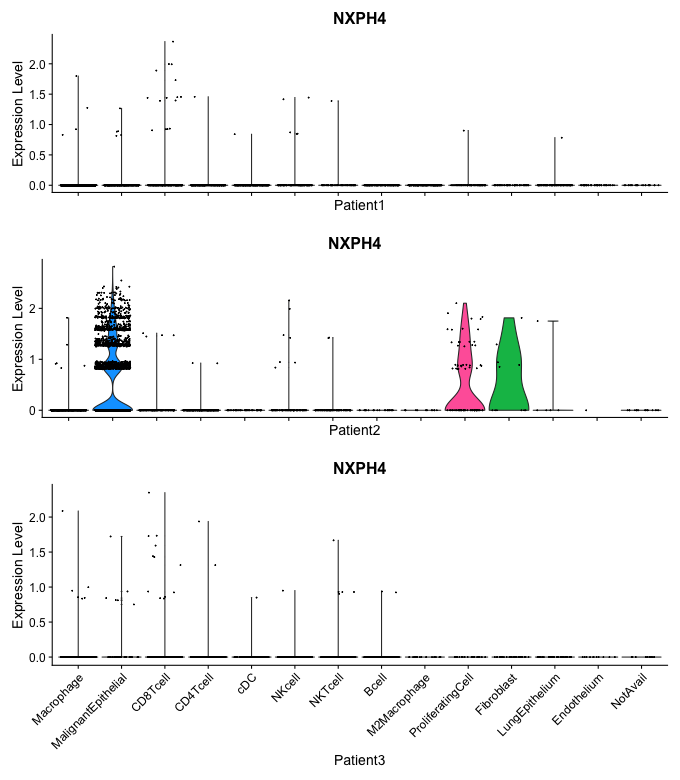 NXPH4
Expression Level
2.0
1.5
1.0
0.5
0.0
Patient1
NXPH4
Expression Level
2
1
0
Patient2
NXPH4
Expression Level
2.0
1.5
1.0
0.5
0.0
Macrophage
MalignantEpithelial
CD8Tcell
CD4Tcell
cDC
NKcell
NKTcell
Bcell
M2Macrophage
ProliferatingCell
Fibroblast
LungEpithelium
Endothelium
NotAvail
Patient3